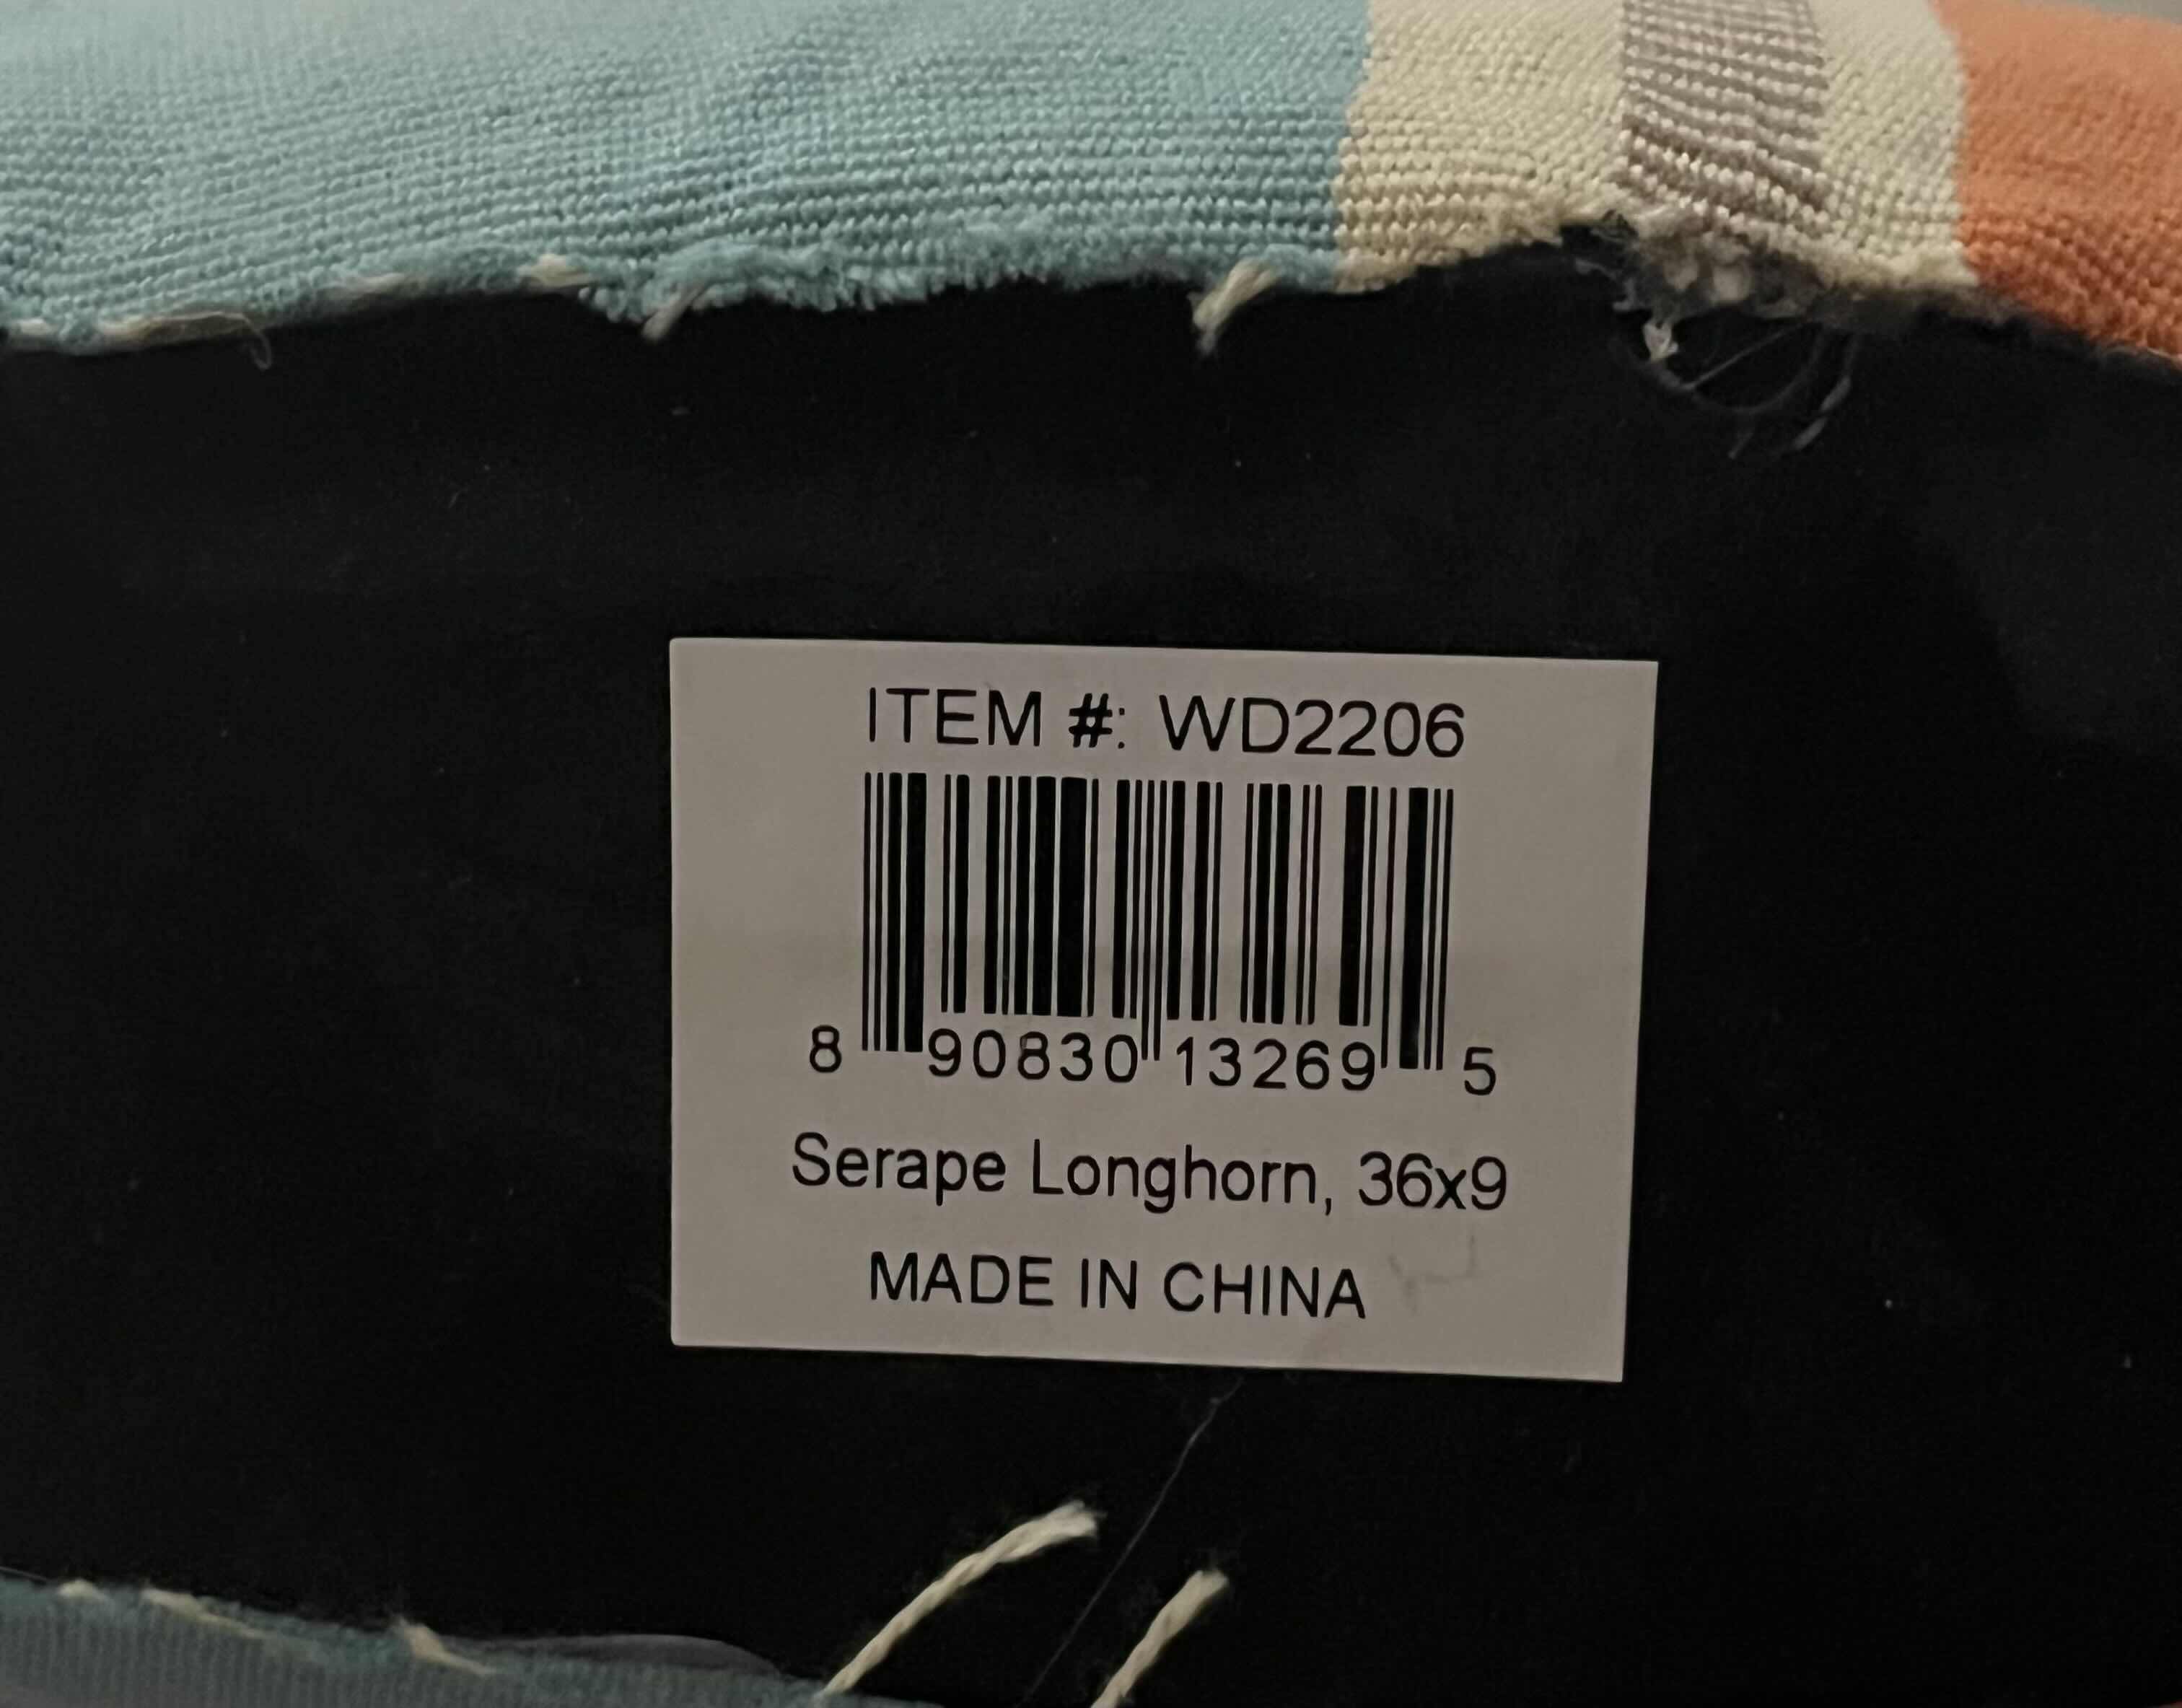 ITEM #: WD2206
8 90830 13269 5
Serape Longhorn, 36x9
MADE IN CHINA